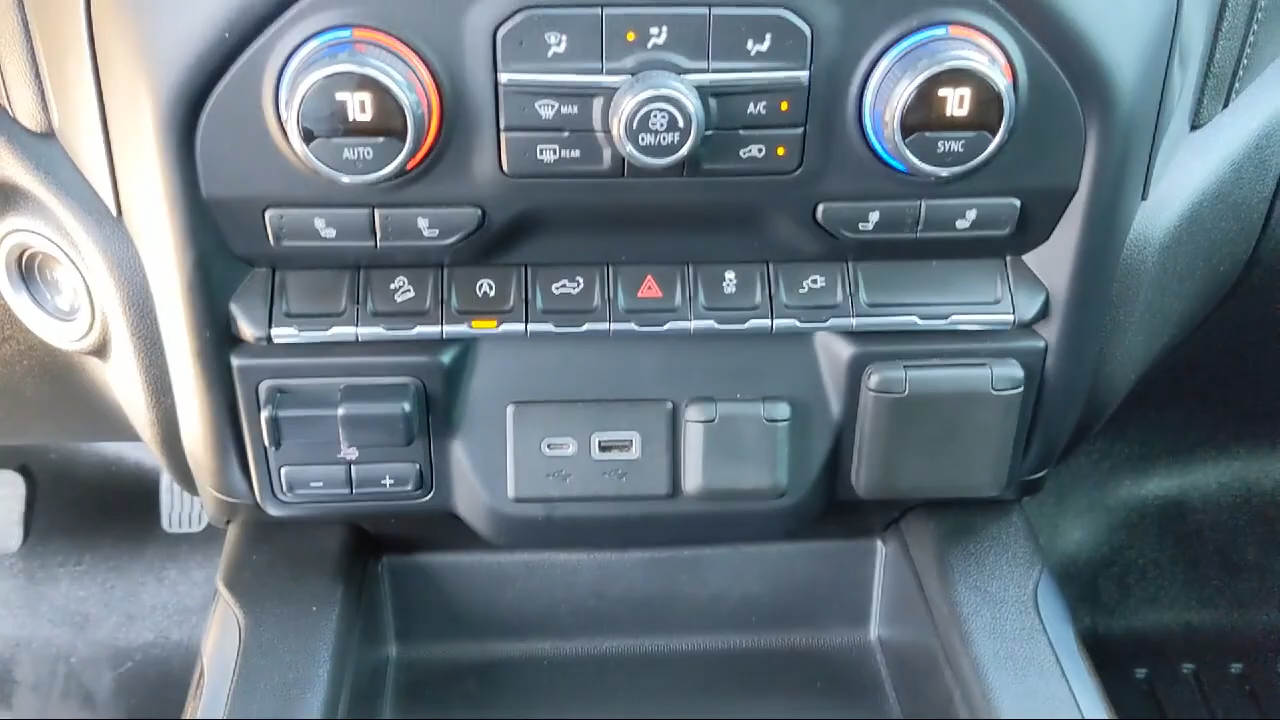 70
AUTO
MAX
REAR
ON/OFF
A/C
70
SYNC
- +